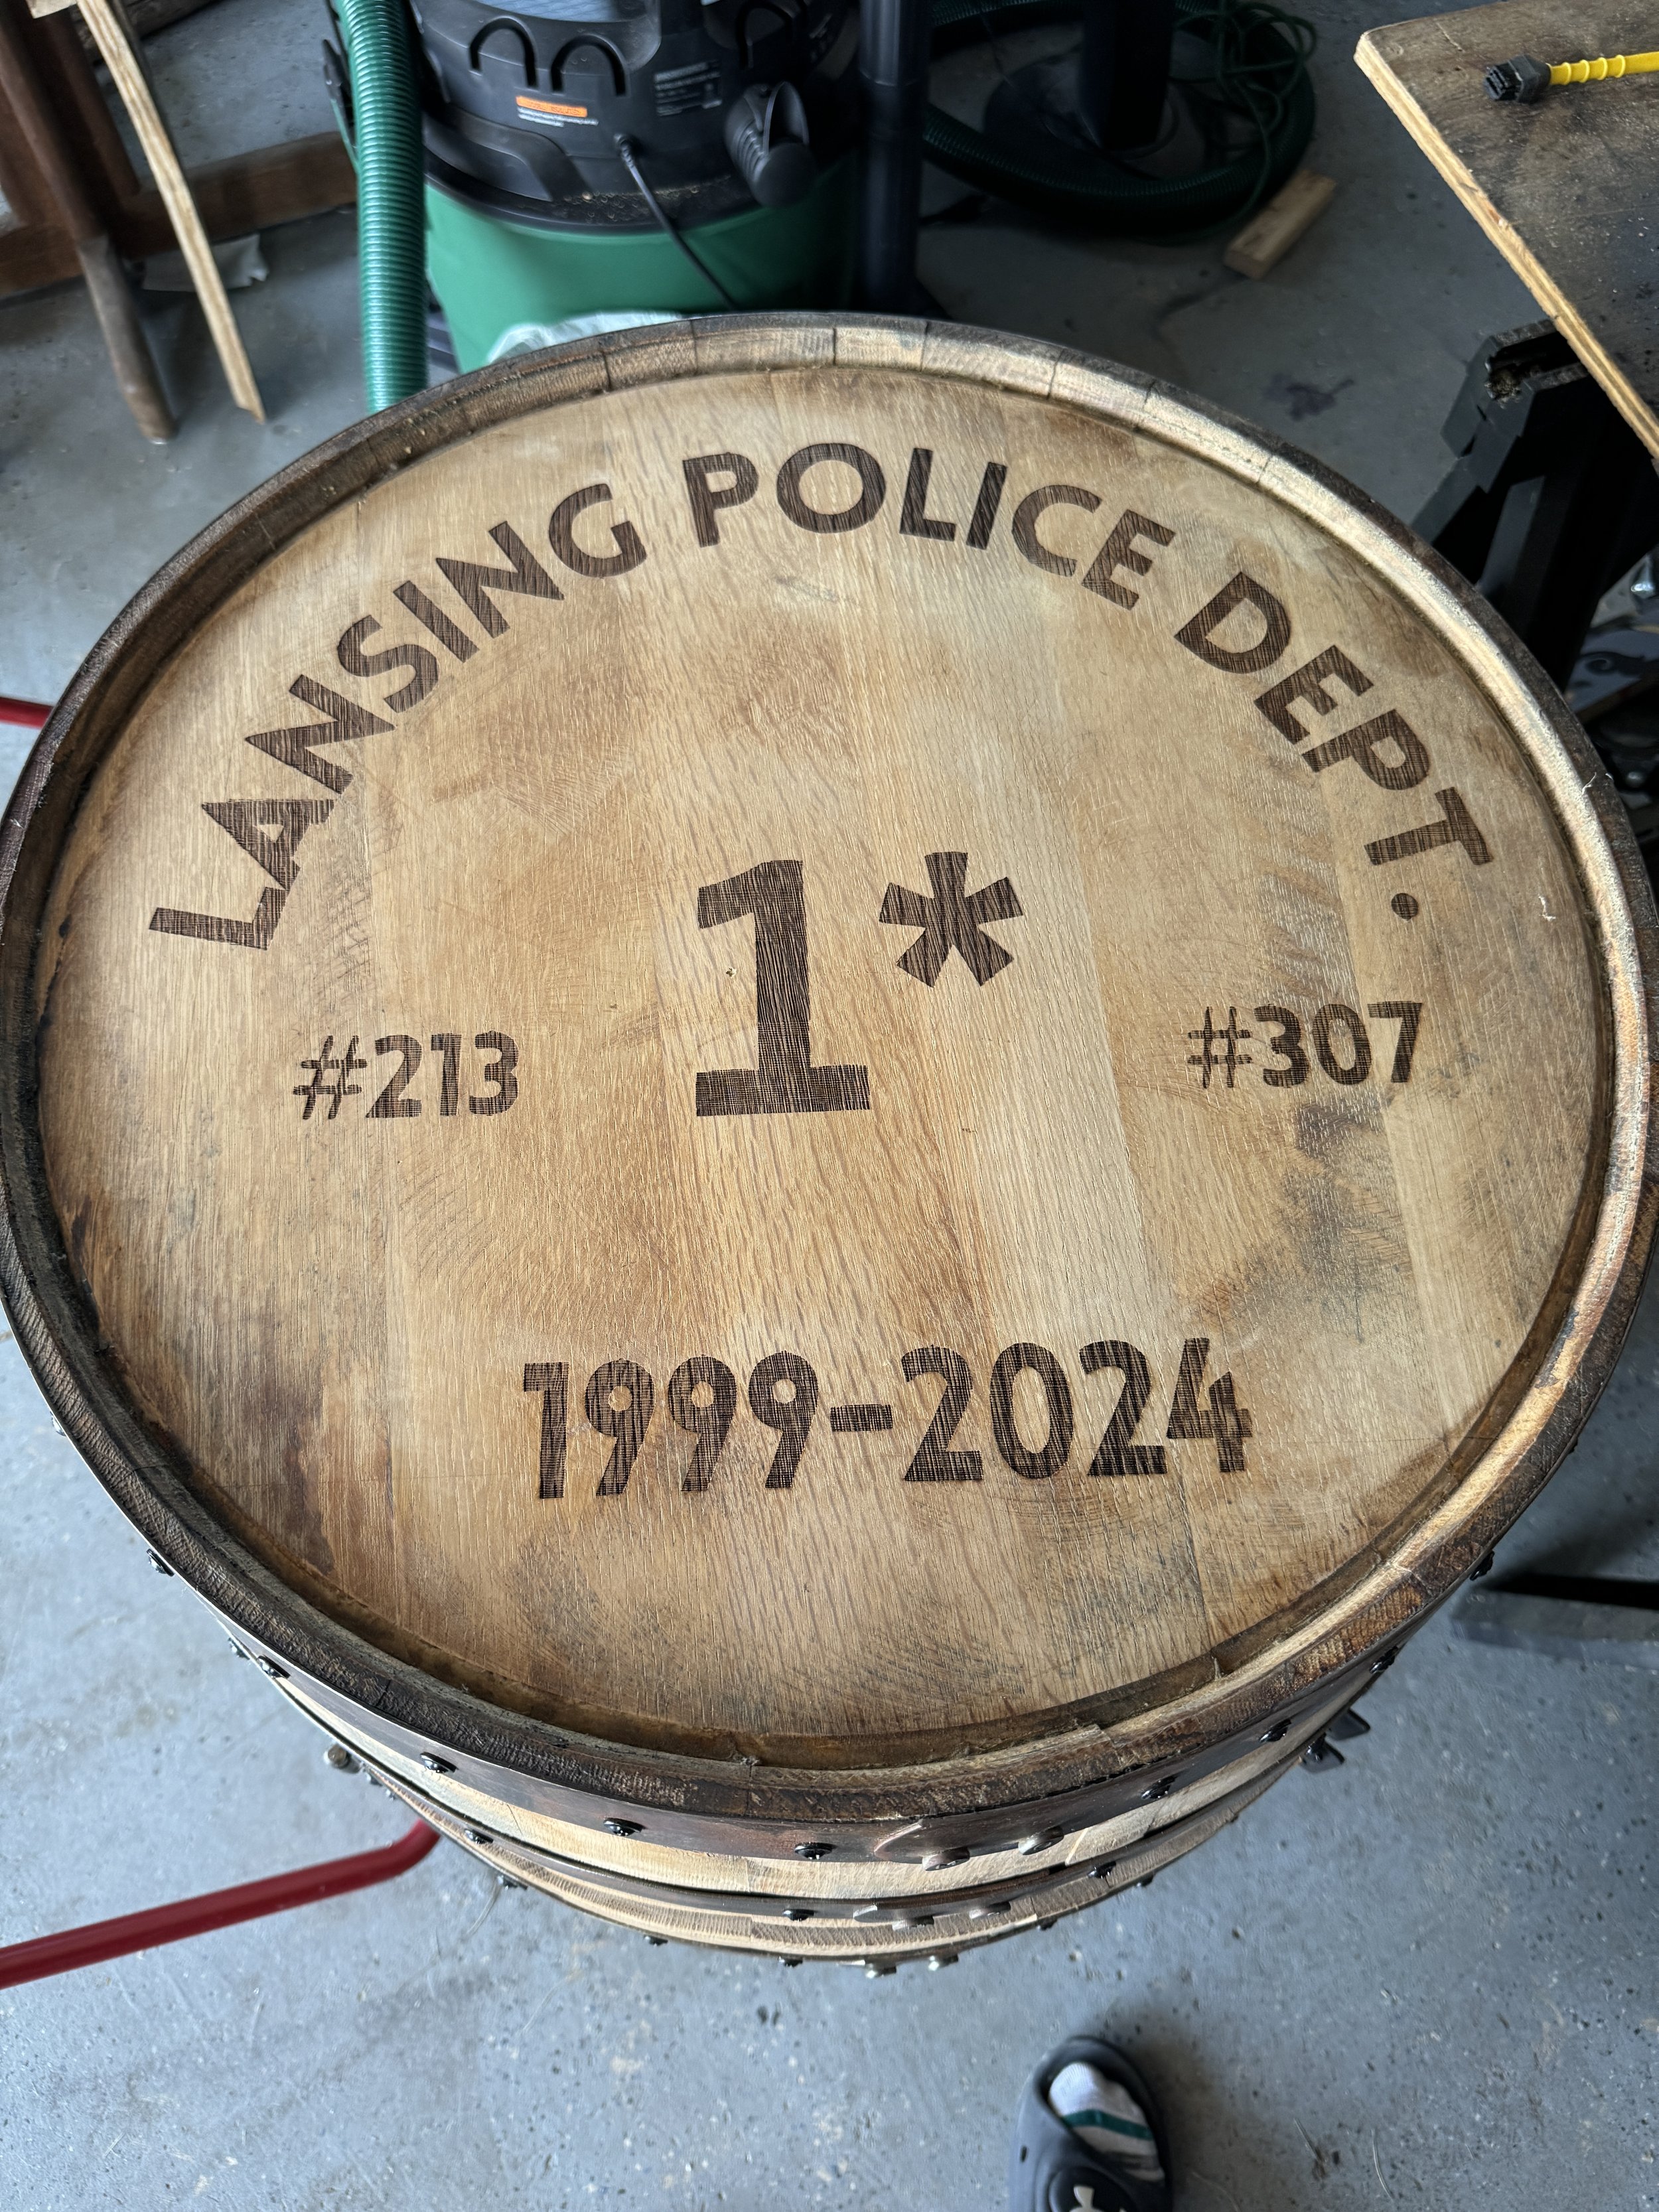 LANSING POLICE DEPT.
1*
#213
#307
1999-2024